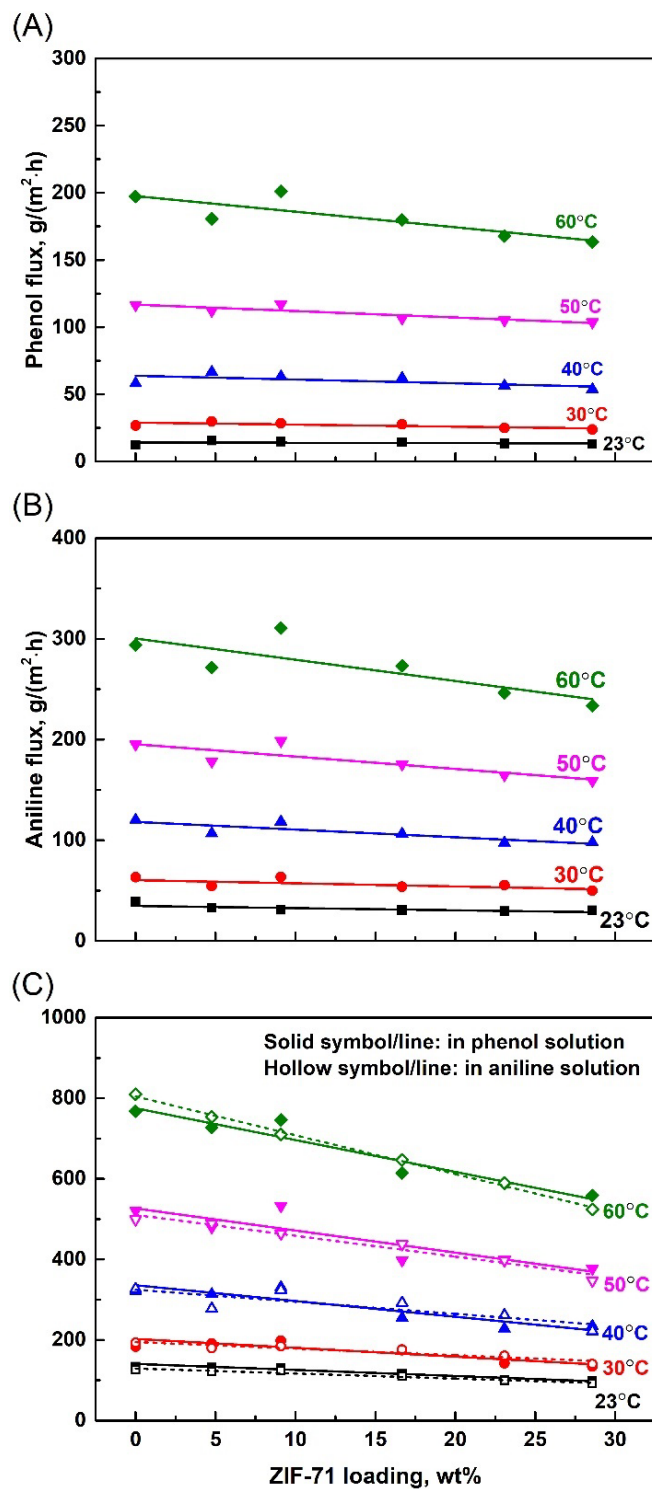 (A)
300
250
200
150
100
50
0
Phenol flux, g/(m²·h)
60°C
50°C
40°C
30°C
23°C
(B)
400
300
200
100
0
Aniline flux, g/(m²·h)
60°C
50°C
40°C
30°C
23°C
(C)
1000
800
600
400
200
0
Solid symbol/line: in phenol solution
Hollow symbol/line: in aniline solution
60°C
50°C
40°C
30°C
23°C
0 5 10 15 20 25 30
ZIF-71 loading, wt%